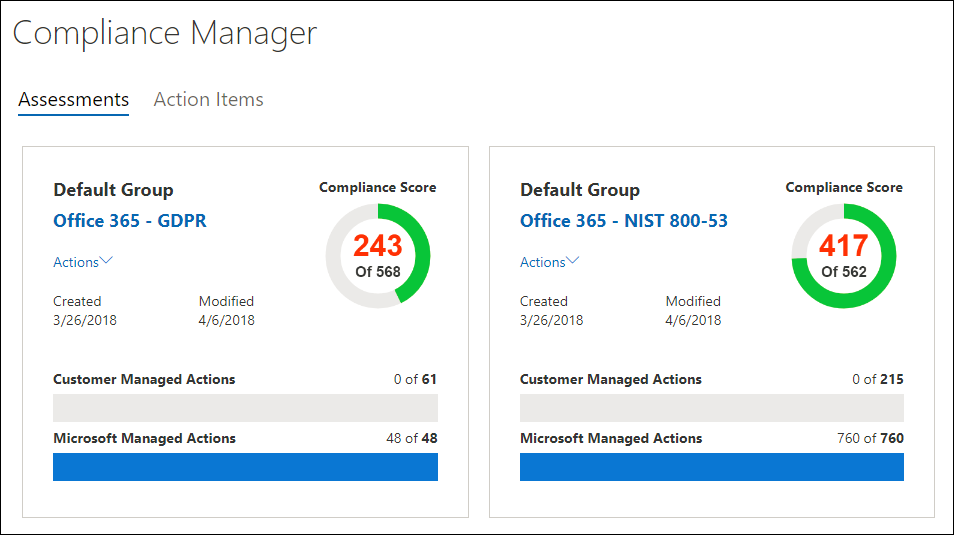 Compliance Manager
Assessments Action Items
Default Group
Office 365 - GDPR
Actions
Compliance Score
243
Of 568
Created Modified
3/26/2018 4/6/2018
Customer Managed Actions 0 of 61
Microsoft Managed Actions 48 of 48
Default Group
Office 365 - NIST 800-53
Actions
Compliance Score
417
Of 562
Created Modified
3/26/2018 4/6/2018
Customer Managed Actions 0 of 215
Microsoft Managed Actions 760 of 760